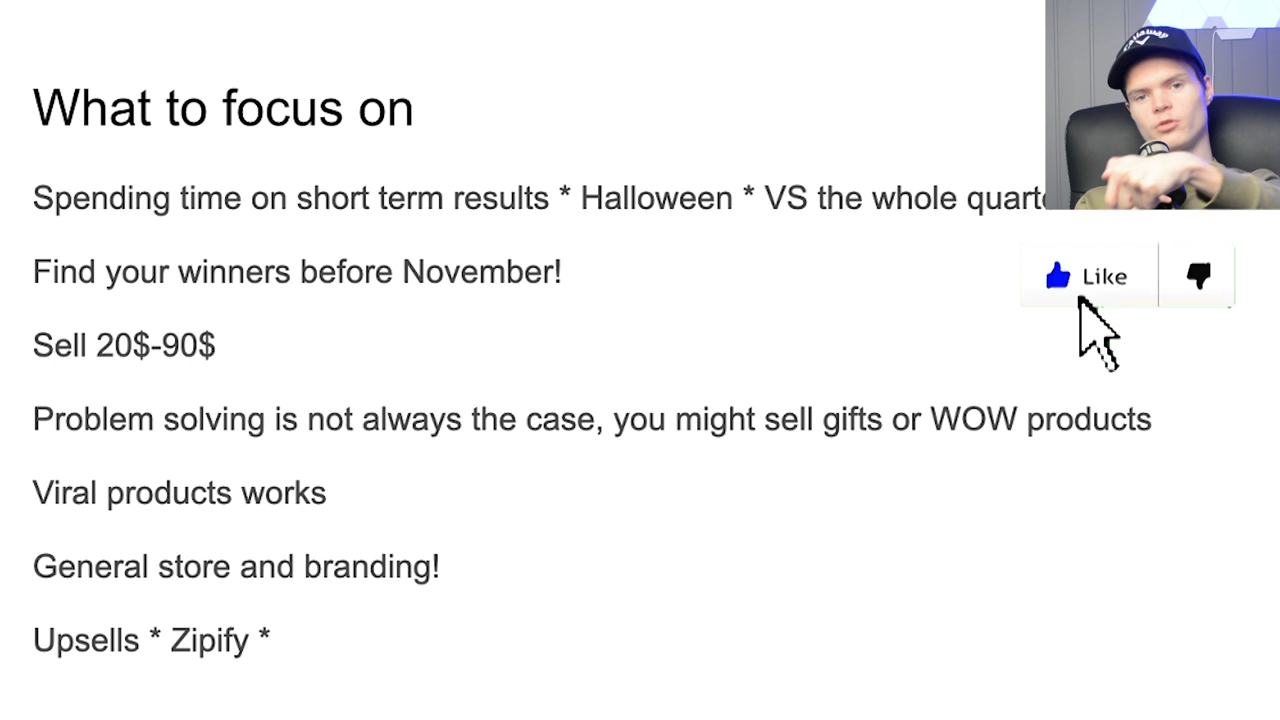 What to focus on
Spending time on short term results * Halloween * VS the whole
Find your winners before November!
Like
Sell 20$-90$
Problem solving is not always the case, you might sell gifts or WOW products
Viral products works
General store and branding!
Upsells * Zipify *
Callaway